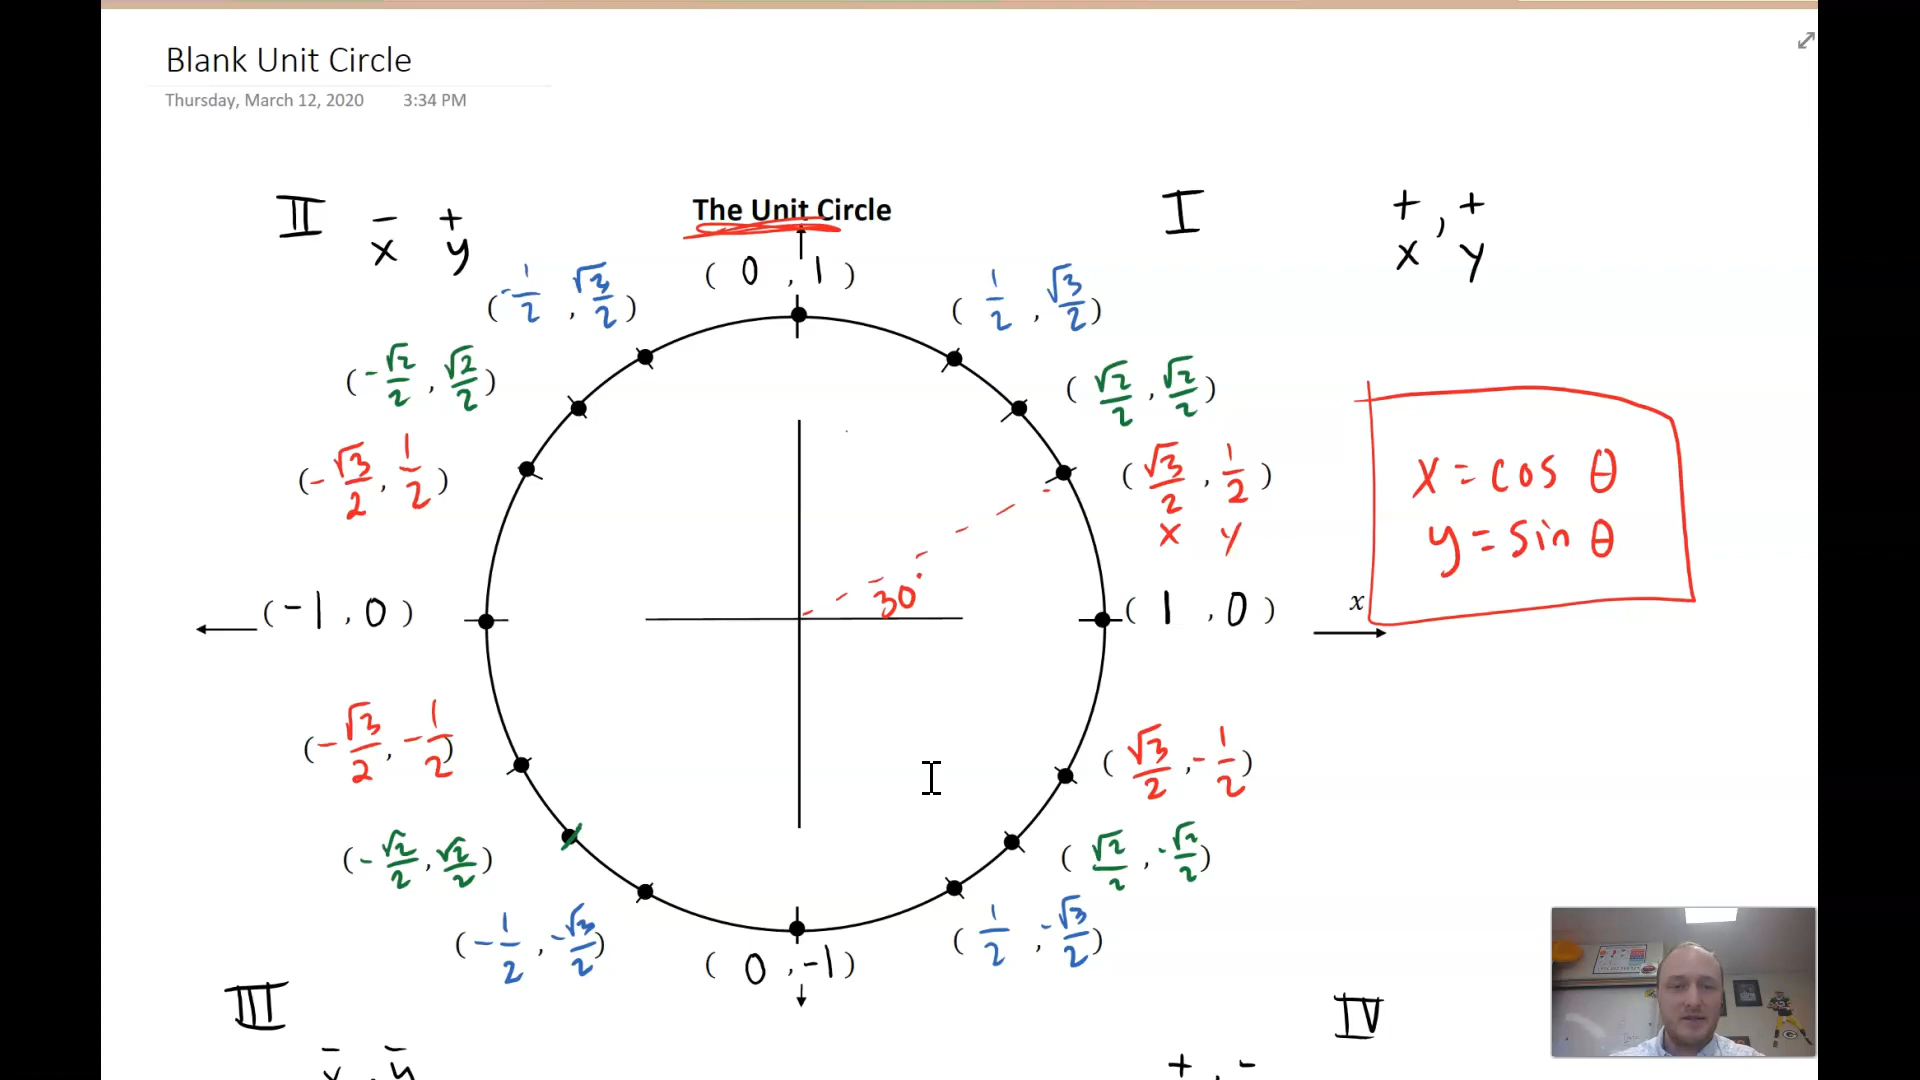 Blank Unit Circle
Thursday, March 12, 2020 3:34 PM
The Unit Circle
II
− +
x y
I
+ , +
x y
( 0 , 1 )
(-1/2 , √3/2 )
( 1/2 , √3/2 )
(-√2/2 , √2/2 )
( √2/2 , √2/2 )
(-√3/2 , 1/2 )
( √3/2 , 1/2 )
x y
x = cos θ
y = sin θ
30°
(-1 , 0 )
( 1 , 0 )
x
(-√3/2 , -1/2 )
( √3/2 , -1/2 )
(-√2/2 , √2/2 )
( √2/2 , -√2/2 )
(-1/2 , -√3/2 )
( 1/2 , -√3/2 )
( 0 , -1 )
III
IV
− −
x , y
+ , −